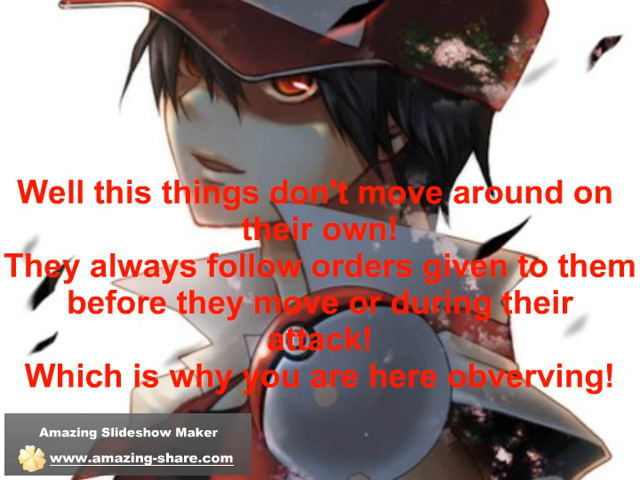 Well this things don't move around on
their own!
They always follow orders given to them
before they move or during their
attack!
Which is why you are here obverving!
Amazing Slideshow Maker
www.amazing-share.com